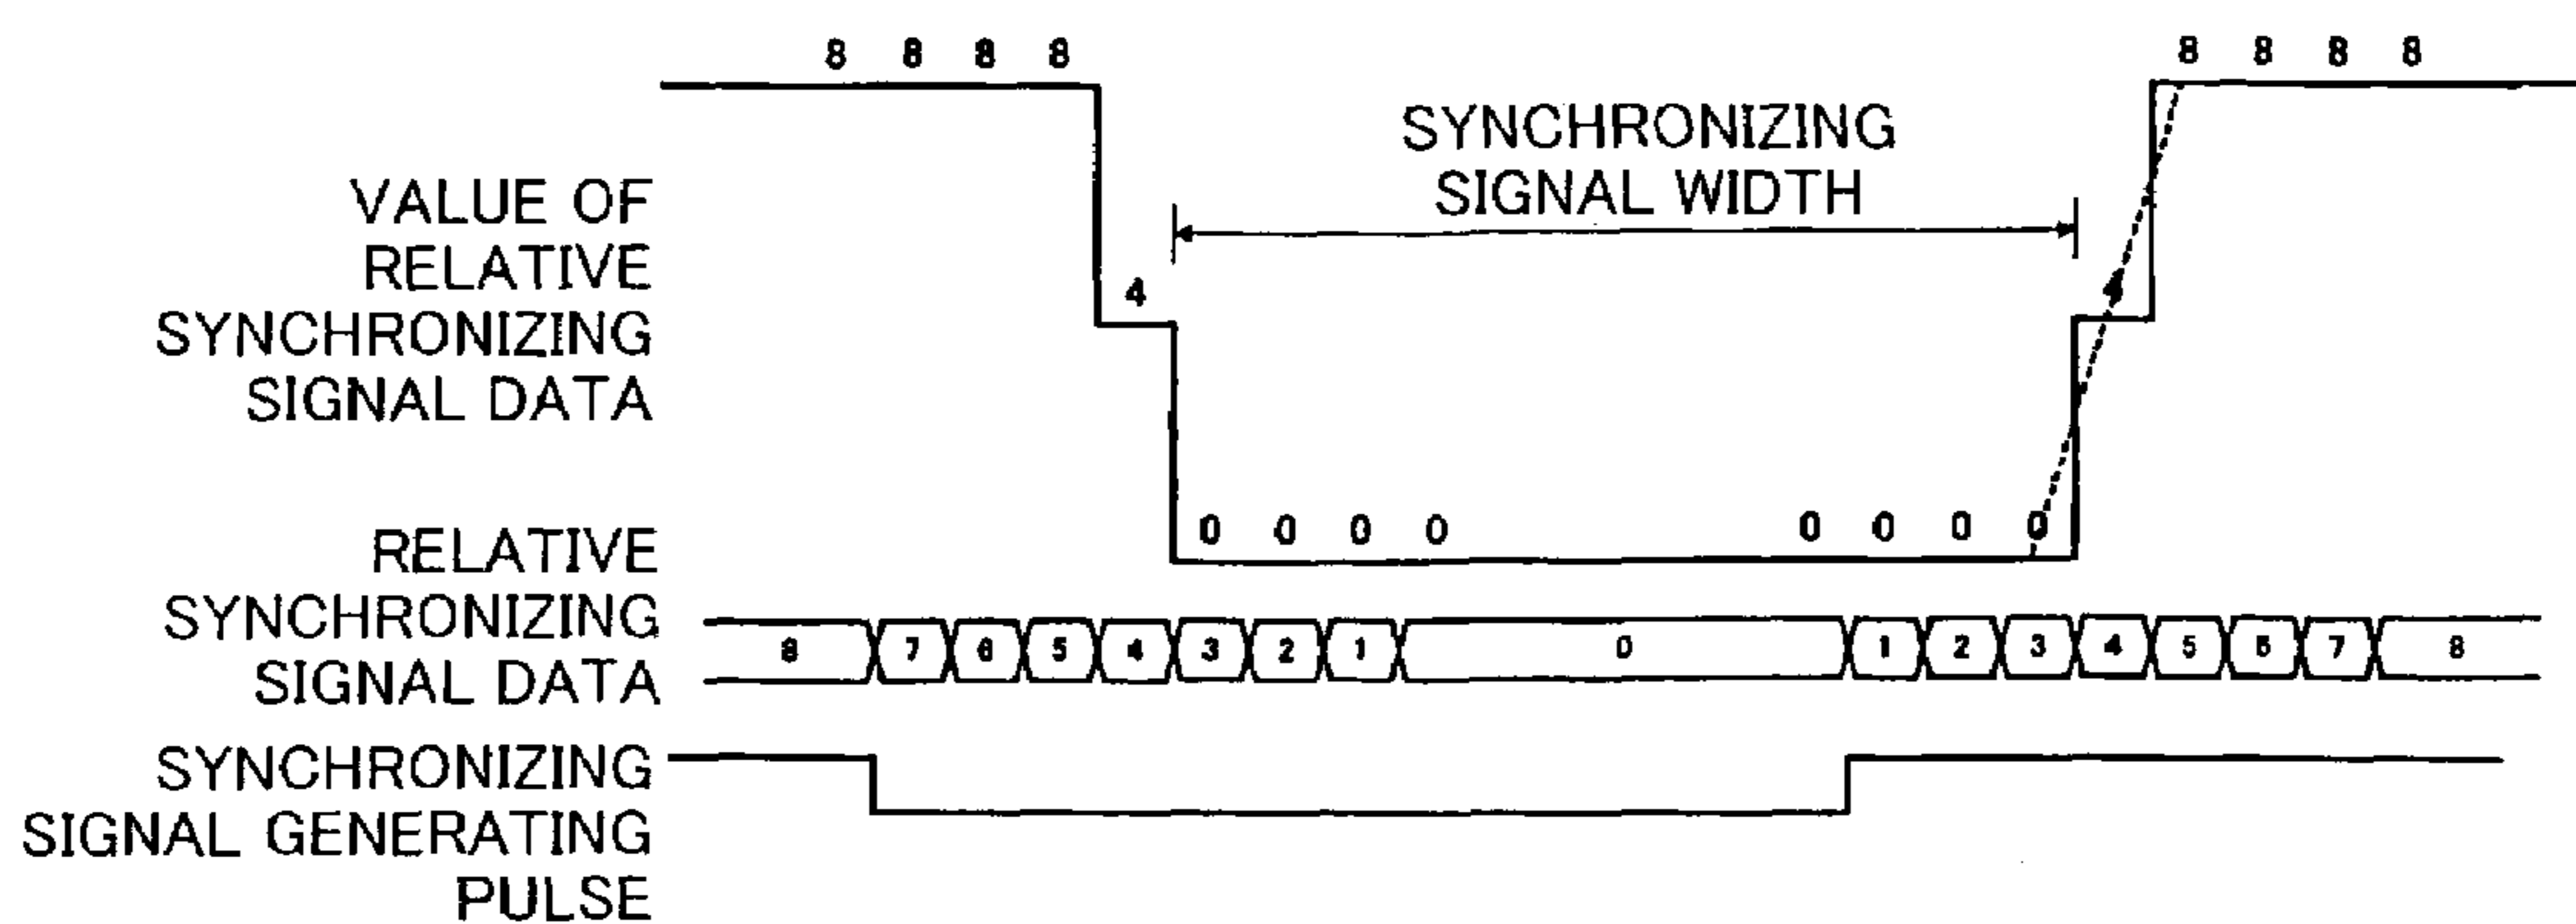 8 8 8 8
8 8 8 8
SYNCHRONIZING
SIGNAL WIDTH
VALUE OF
RELATIVE
SYNCHRONIZING
SIGNAL DATA
4
0 0 0 0
0 0 0 0
RELATIVE
SYNCHRONIZING
SIGNAL DATA
8 7 6 5 4 3 2 1 0 1 2 3 4 5 6 7 8
SYNCHRONIZING
SIGNAL GENERATING
PULSE